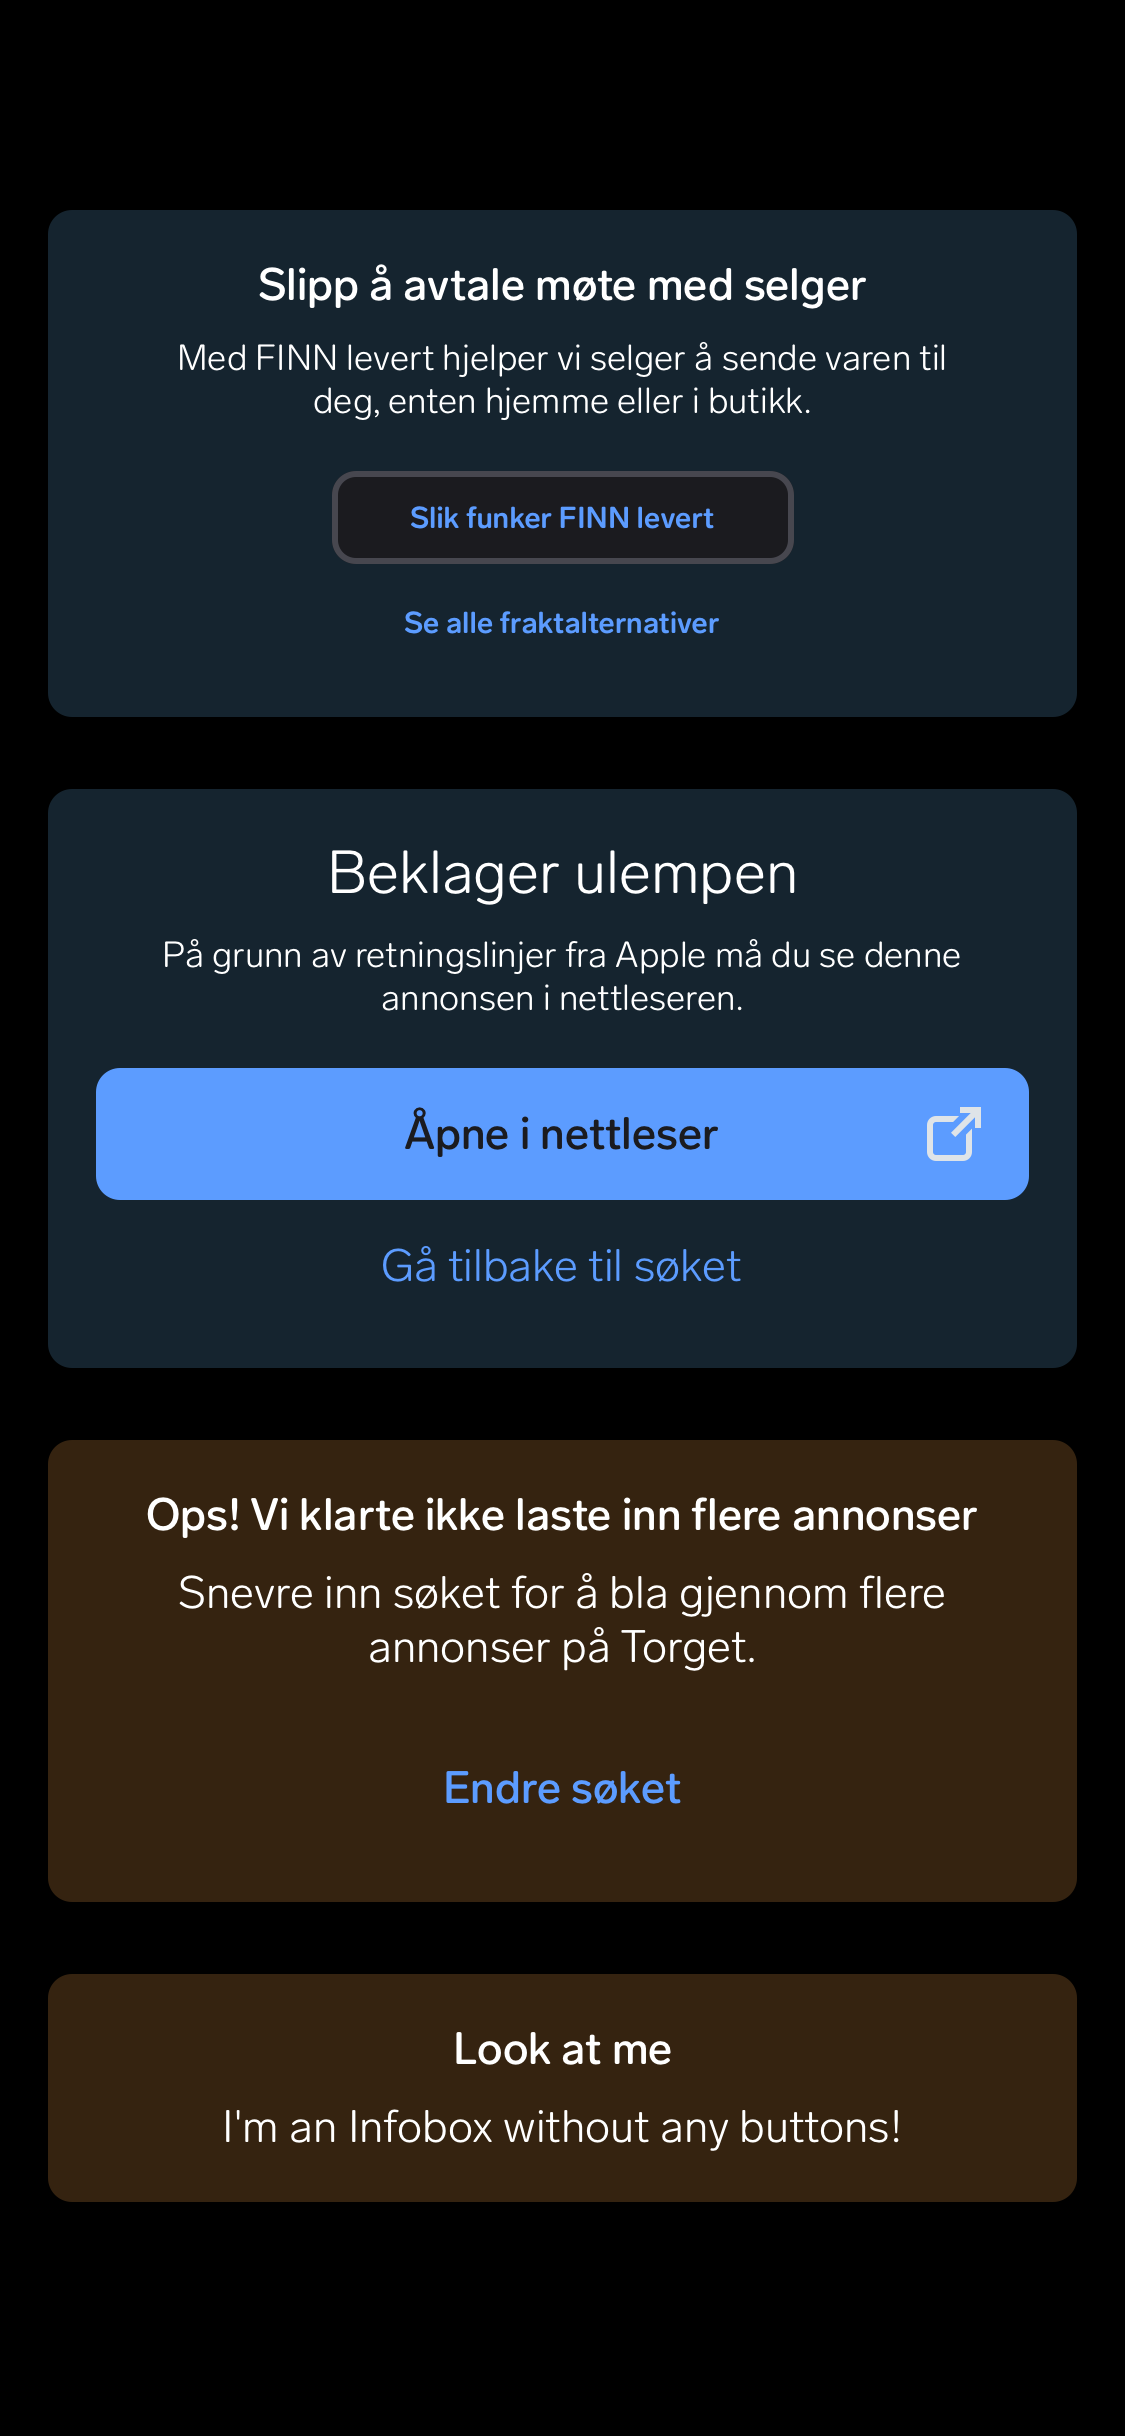 Slipp å avtale møte med selger
Med FINN levert hjelper vi selger å sende varen til
deg, enten hjemme eller i butikk.
Slik funker FINN levert
Se alle fraktalternativer
Beklager ulempen
På grunn av retningslinjer fra Apple må du se denne
annonsen i nettleseren.
Åpne i nettleser
Gå tilbake til søket
Ops! Vi klarte ikke laste inn flere annonser
Snevre inn søket for å bla gjennom flere
annonser på Torget.
Endre søket
Look at me
I'm an Infobox without any buttons!